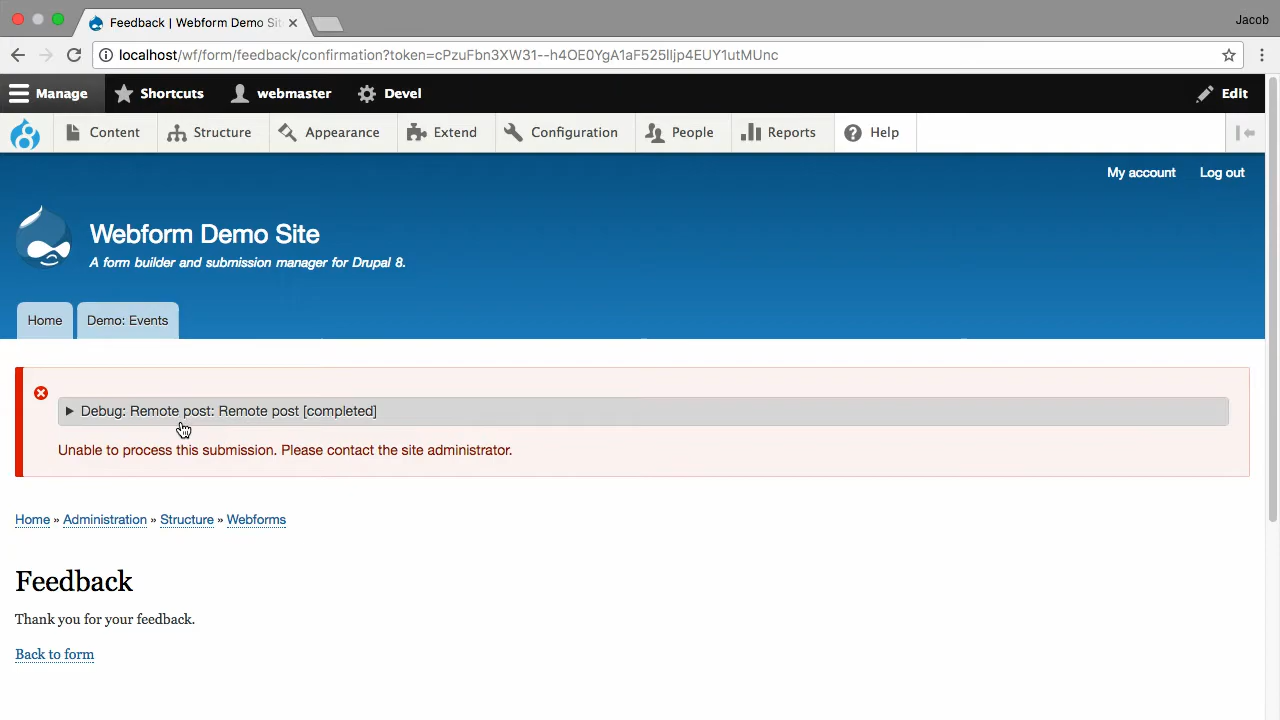 Feedback | Webform Demo Si
Jacob
localhost/wf/form/feedback/confirmation?token=cPzuFbn3XW31--h4OE0YgA1aF525lljp4EUY1utMUnc
Manage Shortcuts webmaster Devel Edit
Content Structure Appearance Extend Configuration People Reports Help
My account Log out
Webform Demo Site
A form builder and submission manager for Drupal 8.
Home Demo: Events
Debug: Remote post: Remote post [completed]
Unable to process this submission. Please contact the site administrator.
Home » Administration » Structure » Webforms
Feedback
Thank you for your feedback.
Back to form